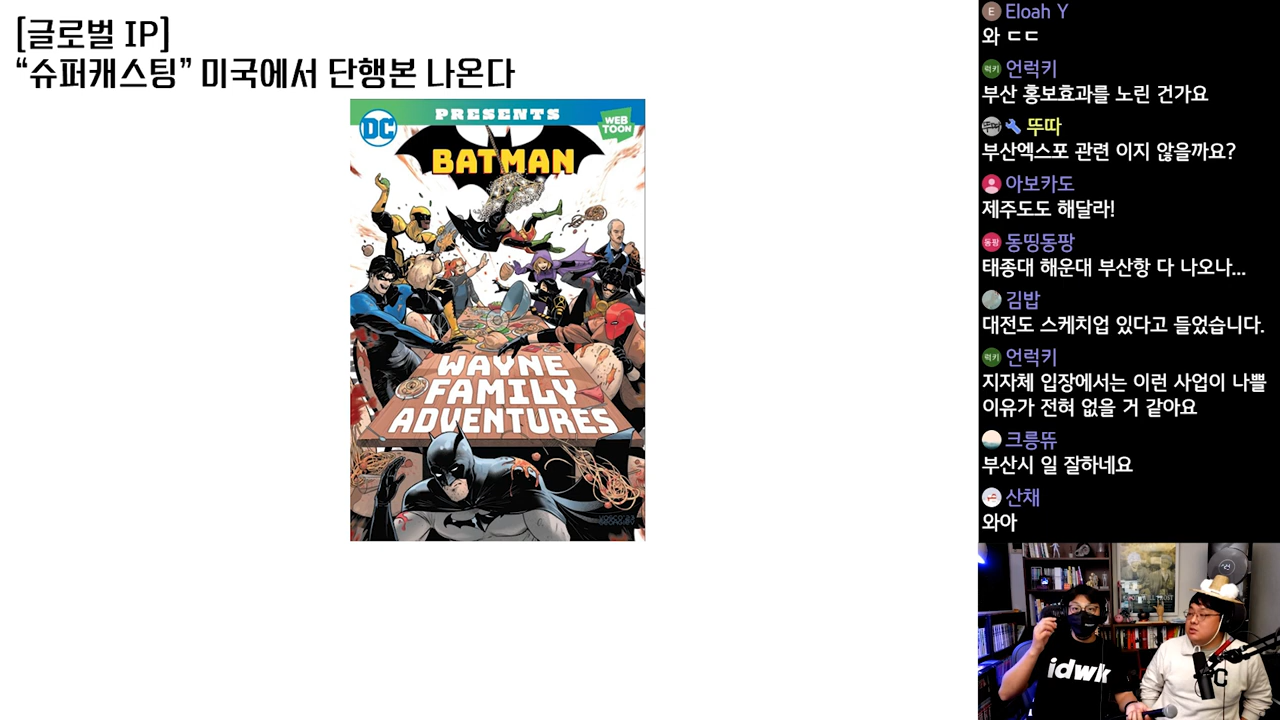 [글로벌 IP]
“슈퍼캐스팅” 미국에서 단행본 나온다
PRESENTS
DC
WEB
TOON
BATMAN
WAYNE
FAMILY
ADVENTURES
E Eloah Y
와 ㄷㄷ
럭키 언럭키
부산 홍보효과를 노린 건가요
뚜따
부산엑스포 관련 이지 않을까요?
아보카도
제주도도 해달라!
동팡 동띵동팡
태종대 해운대 부산항 다 나오나...
김밥
대전도 스케치업 있다고 들었습니다.
럭키 언럭키
지자체 입장에서는 이런 사업이 나쁠
이유가 전혀 없을 거 같아요
크릉뜌
부산시 일 잘하네요
산채
와아
idwk